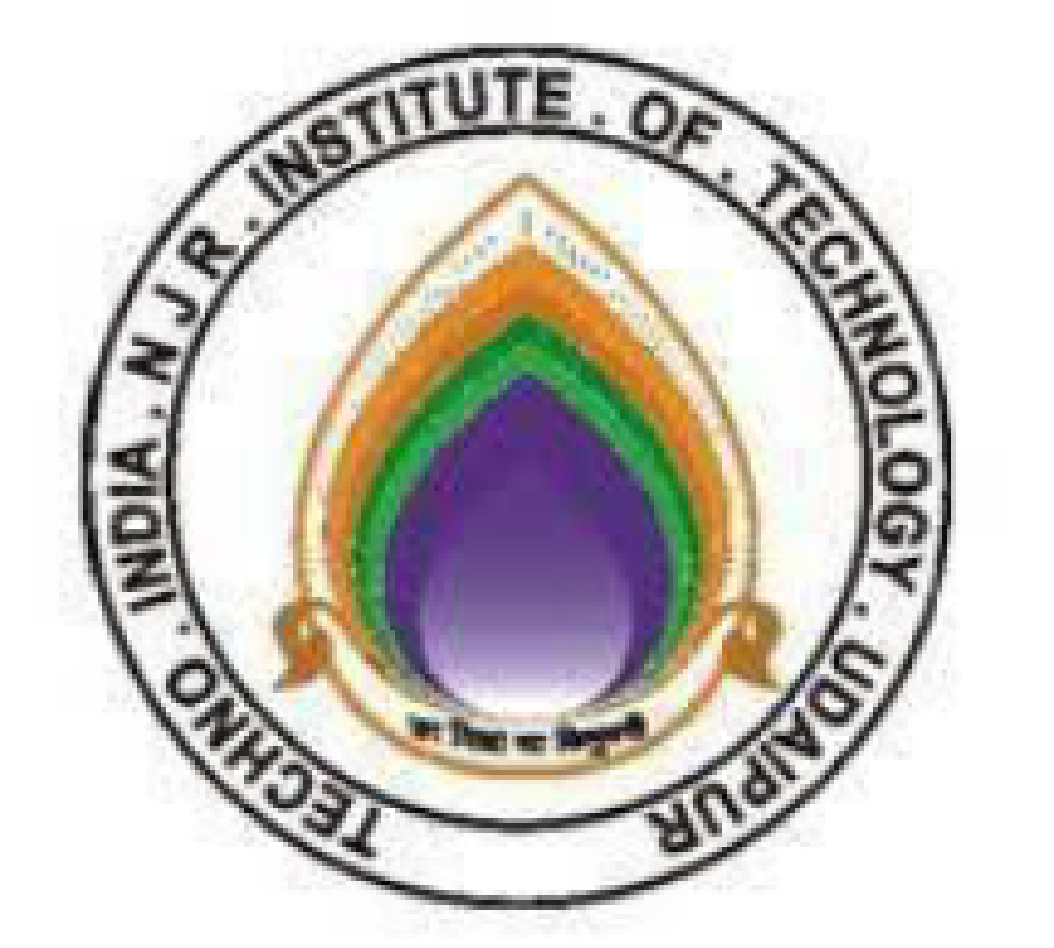 TECHNO . INDIA . N J R . INSTITUTE . OF . TECHNOLOGY . UDAIPUR